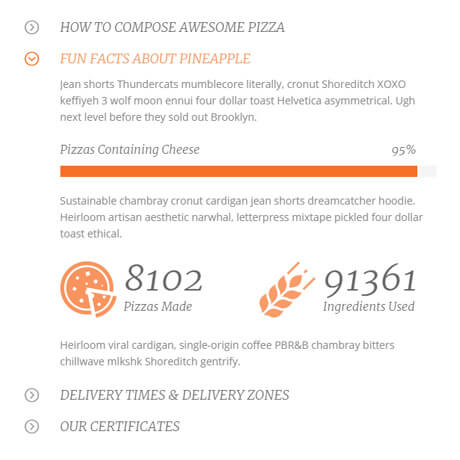 HOW TO COMPOSE AWESOME PIZZA
FUN FACTS ABOUT PINEAPPLE
Jean shorts Thundercats mumblecore literally, cronut Shoreditch XOXO
keffiyeh 3 wolf moon ennui four dollar toast Helvetica asymmetrical. Ugh
next level before they sold out Brooklyn.
Pizzas Containing Cheese 95%
Sustainable chambray cronut cardigan jean shorts dreamcatcher hoodie.
Heirloom artisan aesthetic narwhal, letterpress mixtape pickled four dollar
toast ethical.
8102 91361
Pizzas Made Ingredients Used
Heirloom viral cardigan, single-origin coffee PBR&B chambray bitters
chillwave mlkshk Shoreditch gentrify.
DELIVERY TIMES & DELIVERY ZONES
OUR CERTIFICATES